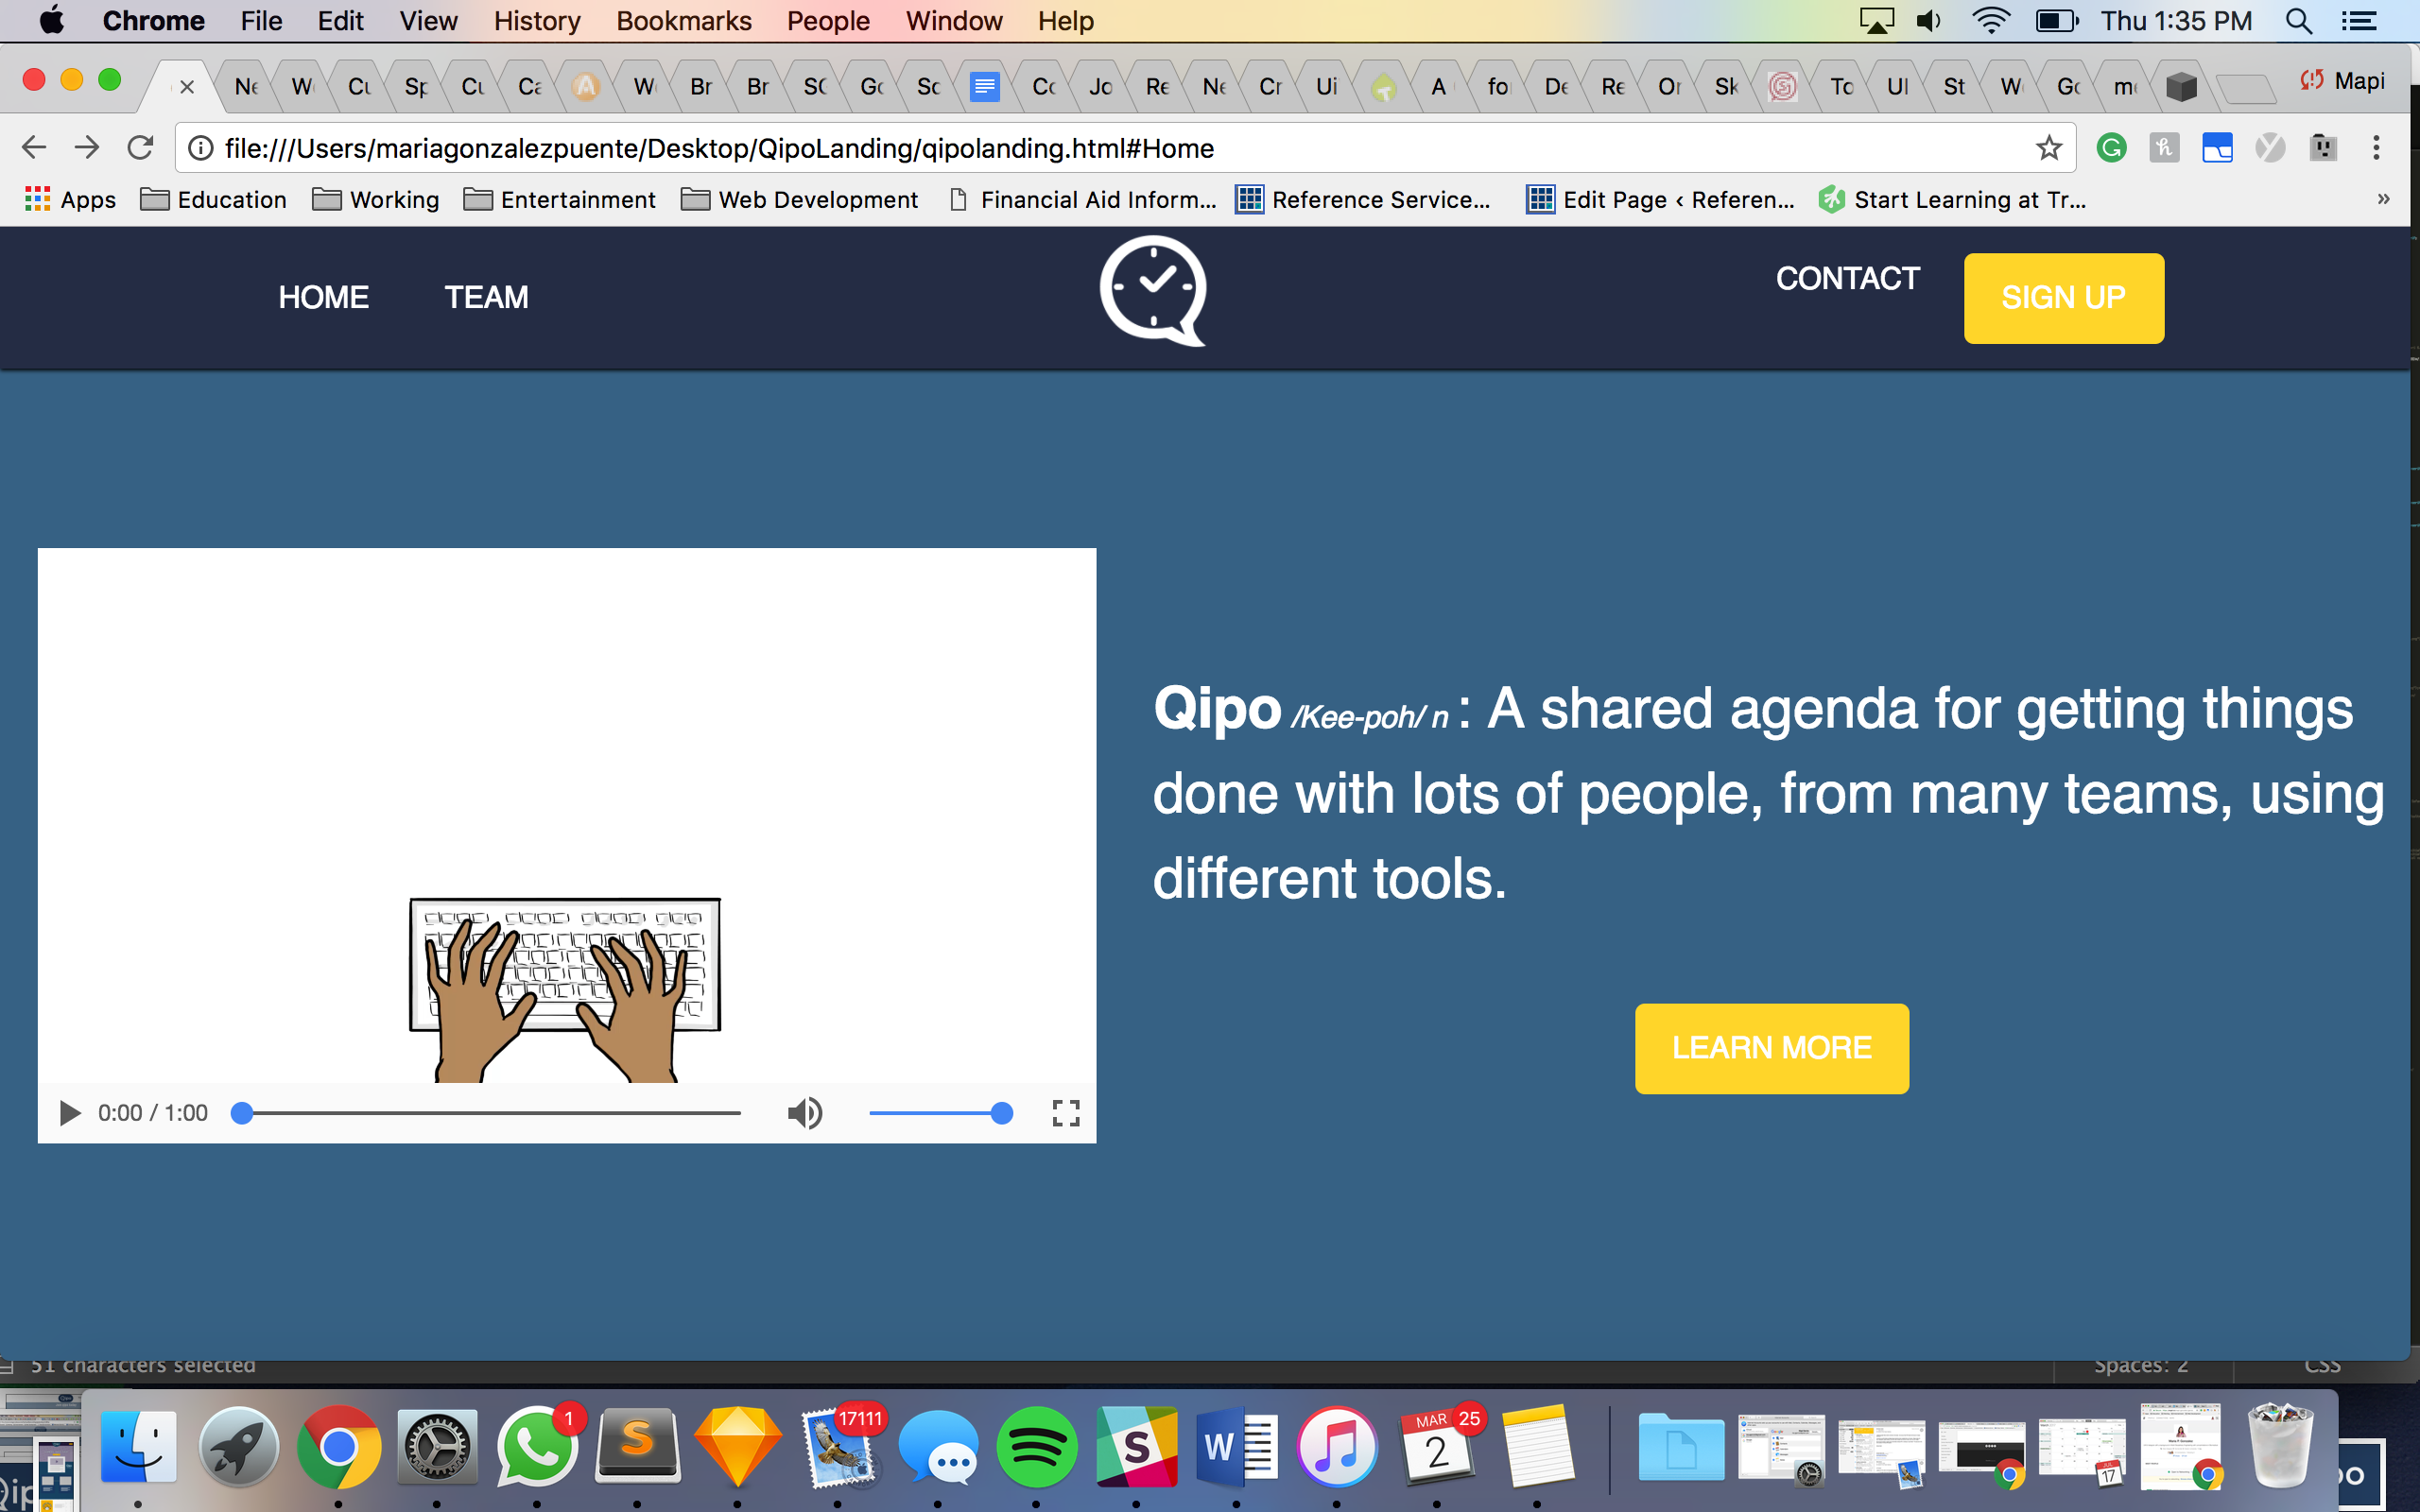 Chrome File Edit View History Bookmarks People Window Help Thu 1:35 PM
Ne W Cu Sp Cu Ca W Br Br SC Go Sc Co Jo Re Ne Cr Ui A fo De Re Or Sk To UI St W Go m Mapi
file:///Users/mariagonzalezpuente/Desktop/QipoLanding/qipolanding.html#Home
Apps Education Working Entertainment Web Development Financial Aid Inform... Reference Service... Edit Page ‹ Referen... Start Learning at Tr... »
HOME TEAM CONTACT SIGN UP
Qipo /Kee-poh/ n : A shared agenda for getting things
done with lots of people, from many teams, using
different tools.
LEARN MORE
0:00 / 1:00
51 characters selected Spaces: 2 CSS
1 17111 MAR 25
S S W 2 JUL 17